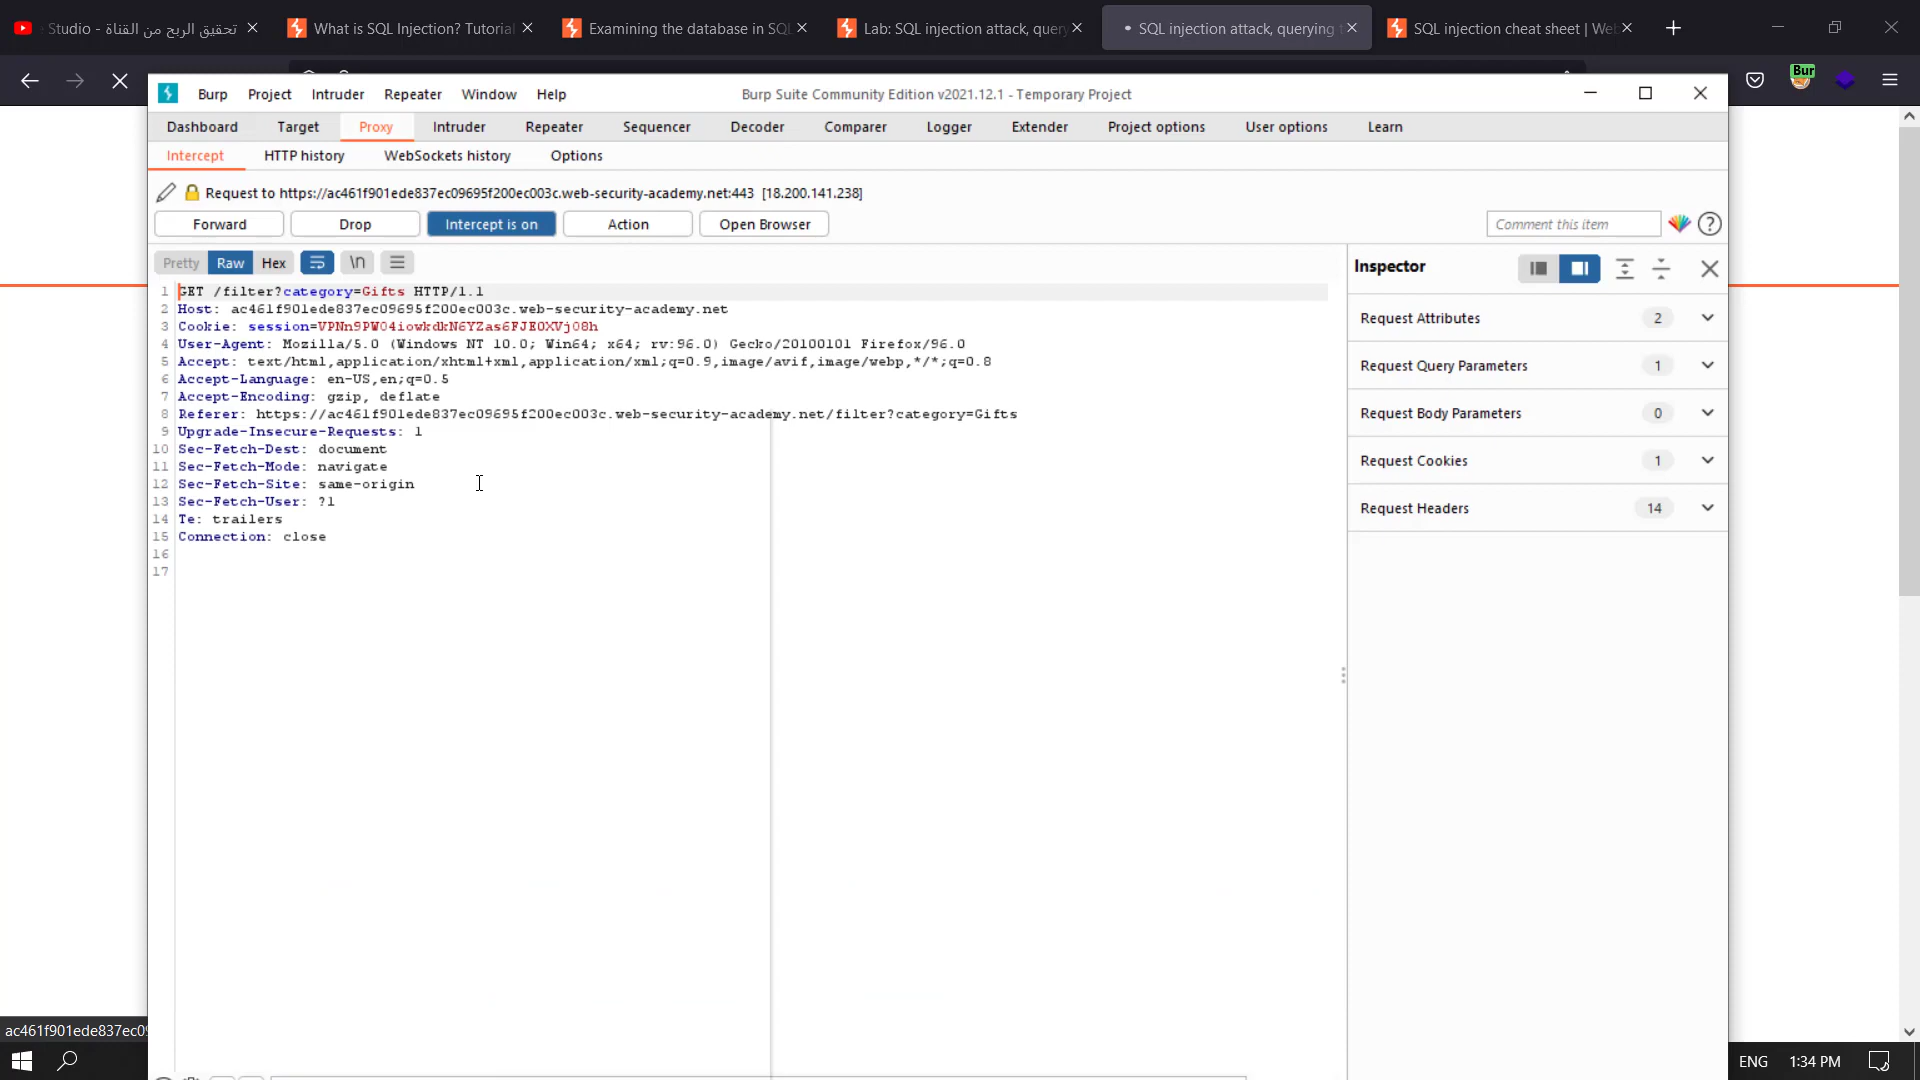 Studio - تحقيق الربح من القناة
What is SQL Injection? Tutorial
Examining the database in SQL
Lab: SQL injection attack, query
SQL injection attack, querying t
SQL injection cheat sheet | We
Bur
Burp Project Intruder Repeater Window Help
Burp Suite Community Edition v2021.12.1 - Temporary Project
Dashboard Target Proxy Intruder Repeater Sequencer Decoder Comparer Logger Extender Project options User options Learn
Intercept HTTP history WebSockets history Options
Request to https://ac461f901ede837ec09695f200ec003c.web-security-academy.net:443 [18.200.141.238]
Forward Drop Intercept is on Action Open Browser Comment this item ?
Pretty Raw Hex \n
Inspector
1 GET /filter?category=Gifts HTTP/1.1
2 Host: ac461f901ede837ec09695f200ec003c.web-security-academy.net
3 Cookie: session=VPNn9PW04iowkdkN6YZas6FJE0XVj08h
4 User-Agent: Mozilla/5.0 (Windows NT 10.0; Win64; x64; rv:96.0) Gecko/20100101 Firefox/96.0
5 Accept: text/html,application/xhtml+xml,application/xml;q=0.9,image/avif,image/webp,*/*;q=0.8
6 Accept-Language: en-US,en;q=0.5
7 Accept-Encoding: gzip, deflate
8 Referer: https://ac461f901ede837ec09695f200ec003c.web-security-academy.net/filter?category=Gifts
9 Upgrade-Insecure-Requests: 1
10 Sec-Fetch-Dest: document
11 Sec-Fetch-Mode: navigate
12 Sec-Fetch-Site: same-origin
13 Sec-Fetch-User: ?1
14 Te: trailers
15 Connection: close
16
17
Request Attributes 2
Request Query Parameters 1
Request Body Parameters 0
Request Cookies 1
Request Headers 14
ac461f901ede837ec09
ENG 1:34 PM